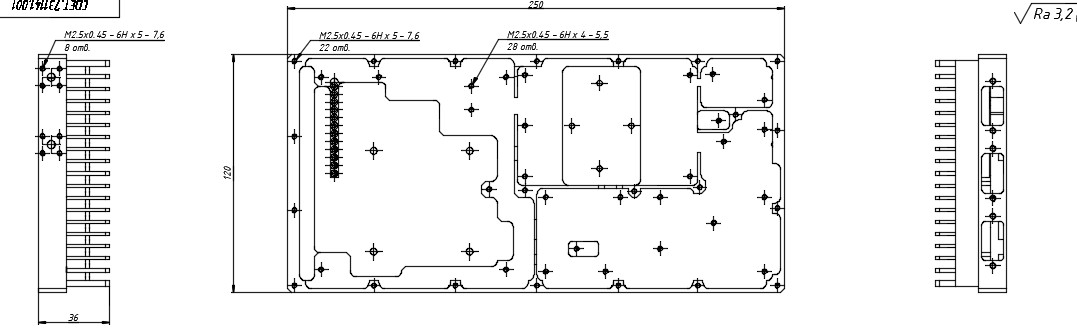 250
Ra 3,2
M2.5x0.45 – 6H x 5 – 7,6
8 отв.
M2.5x0.45 – 6H x 5 – 7,6
22 отв.
M2.5x0.45 – 6H x 4 – 5,5
28 отв.
120
36